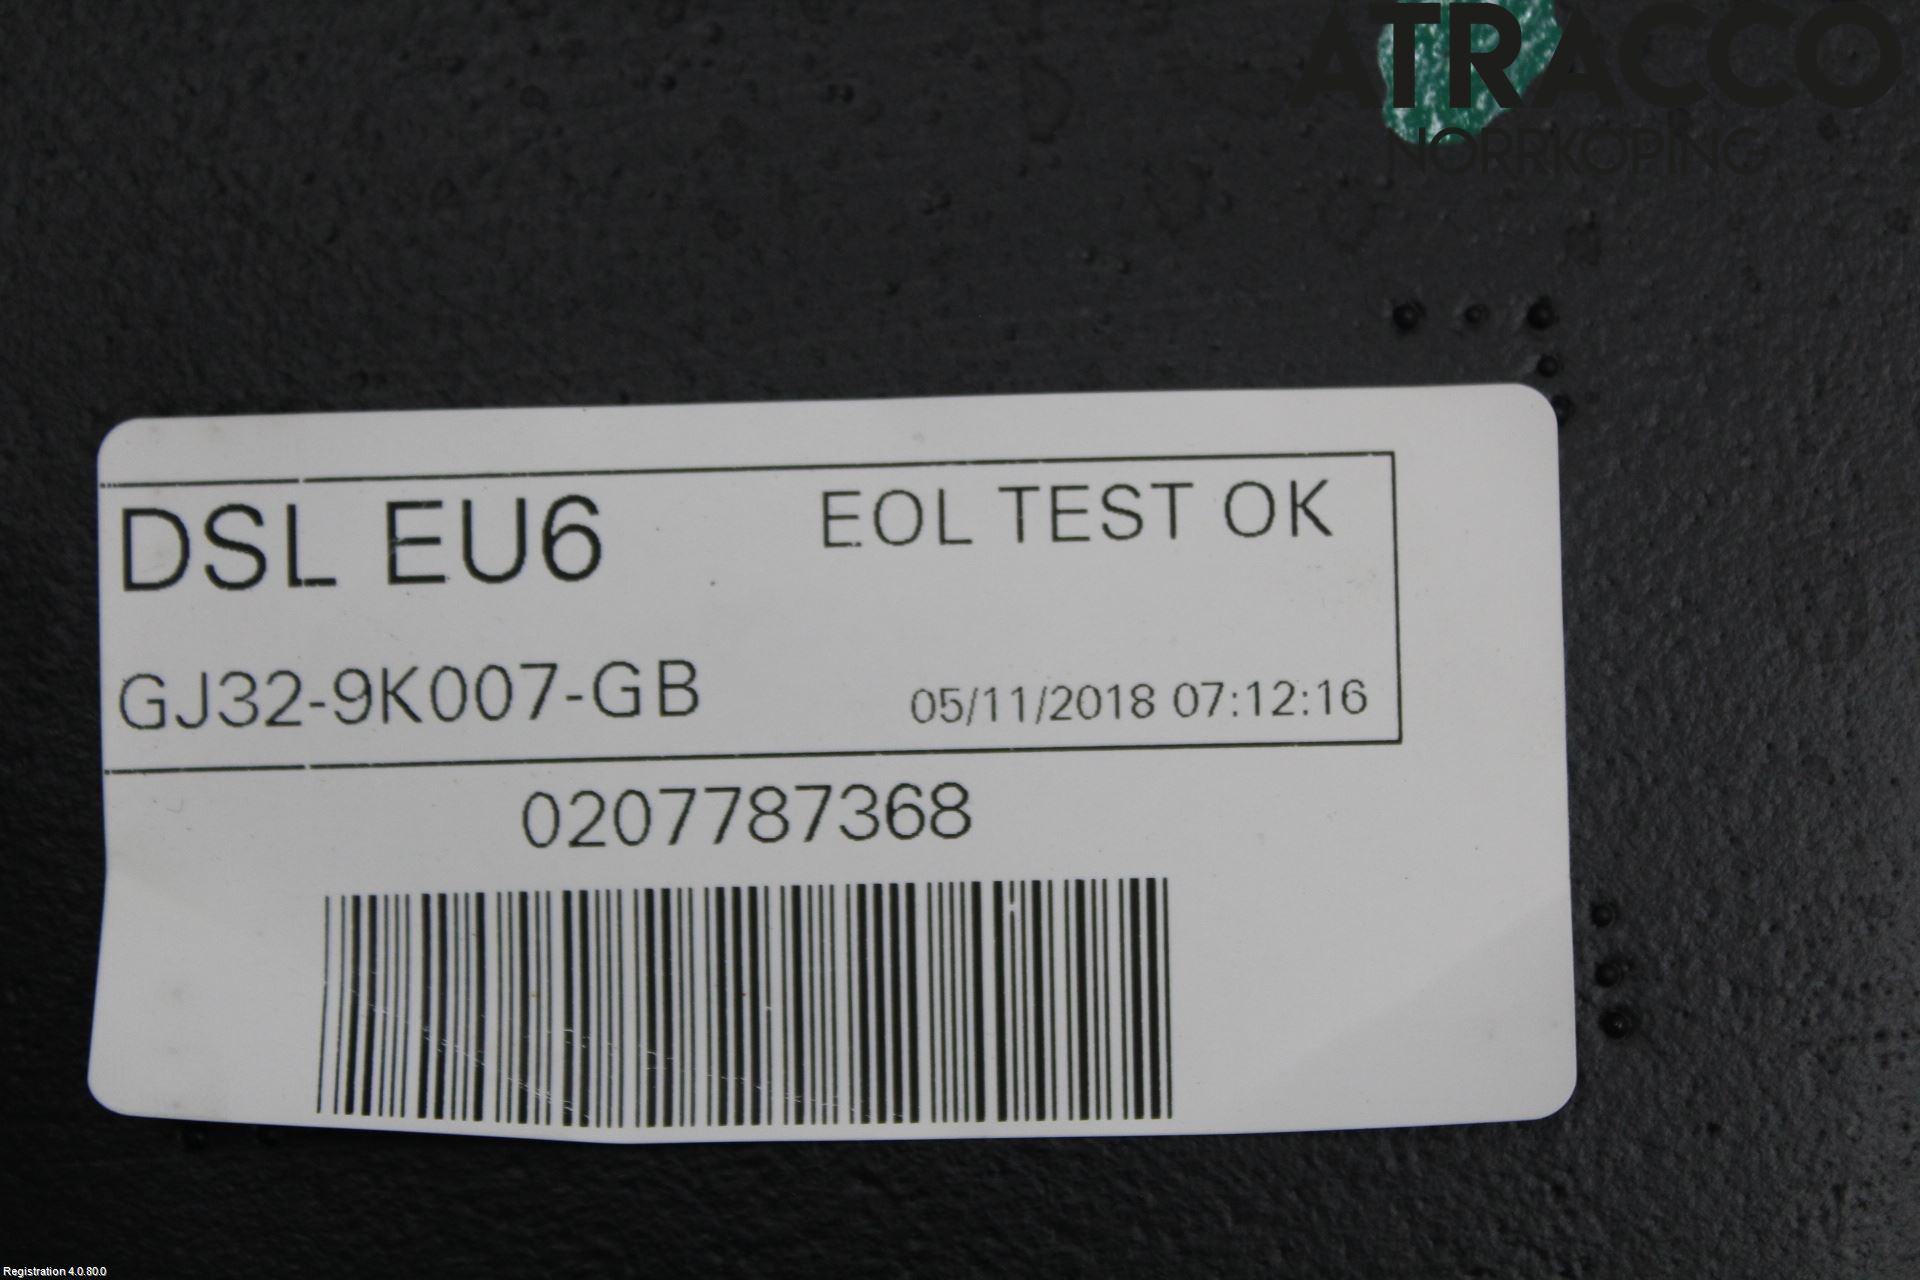 ATRACCO
NORRKÖPING
DSL EU6
EOL TEST OK
GJ32-9K007-GB
05/11/2018 07:12:16
0207787368
Registration 4.0.80.0